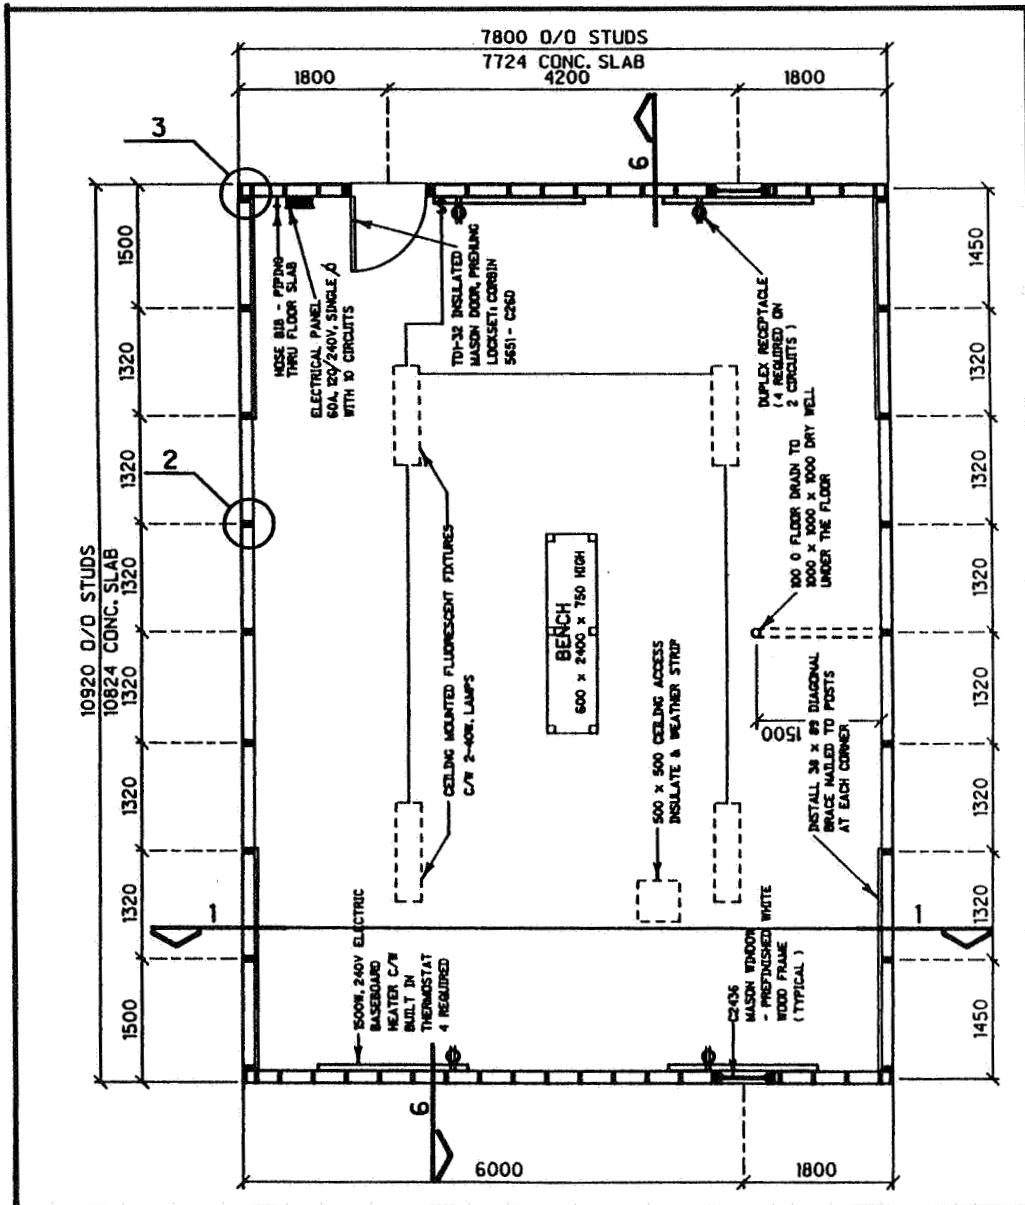 7800 O/O STUDS
7724 CONC. SLAB
1800
4200
1800
3
6
10920 O/O STUDS
10824 CONC. SLAB
1500
1320
1320
1320
1320
1320
1320
1500
2
HOSE BIB - PIPING
THRU FLOOR SLAB
ELECTRICAL PANEL
60A, 120/240V, SINGLE Ø
WITH 10 CIRCUITS
TD1-32 INSULATED
MASON DOOR, PREHUNG
LOCKSET: CORBIN
5651 - C26D
DUPLEX RECEPTACLE
( 4 REQUIRED ON
2 CIRCUITS )
1450
1320
1320
1320
1320
1320
1320
1450
100 O FLOOR DRAIN TO
1000 x 1000 x 1000 DRY WELL
UNDER THE FLOOR
CEILING MOUNTED FLUORESCENT FIXTURES
C/W 2-40W. LAMPS
BENCH
600 x 2400 x 750 HIGH
500 x 500 CEILING ACCESS
INSULATE & WEATHER STRIP
1500
INSTALL 38 x 89 DIAGONAL
BRACE NAILED TO POSTS
AT EACH CORNER
1
1
1500W, 240V ELECTRIC
BASEBOARD
HEATER C/W
BUILT IN
THERMOSTAT
4 REQUIRED
C2436
MASON WINDOW
- PREFINISHED WHITE
WOOD FRAME
( TYPICAL )
6
6000
1800